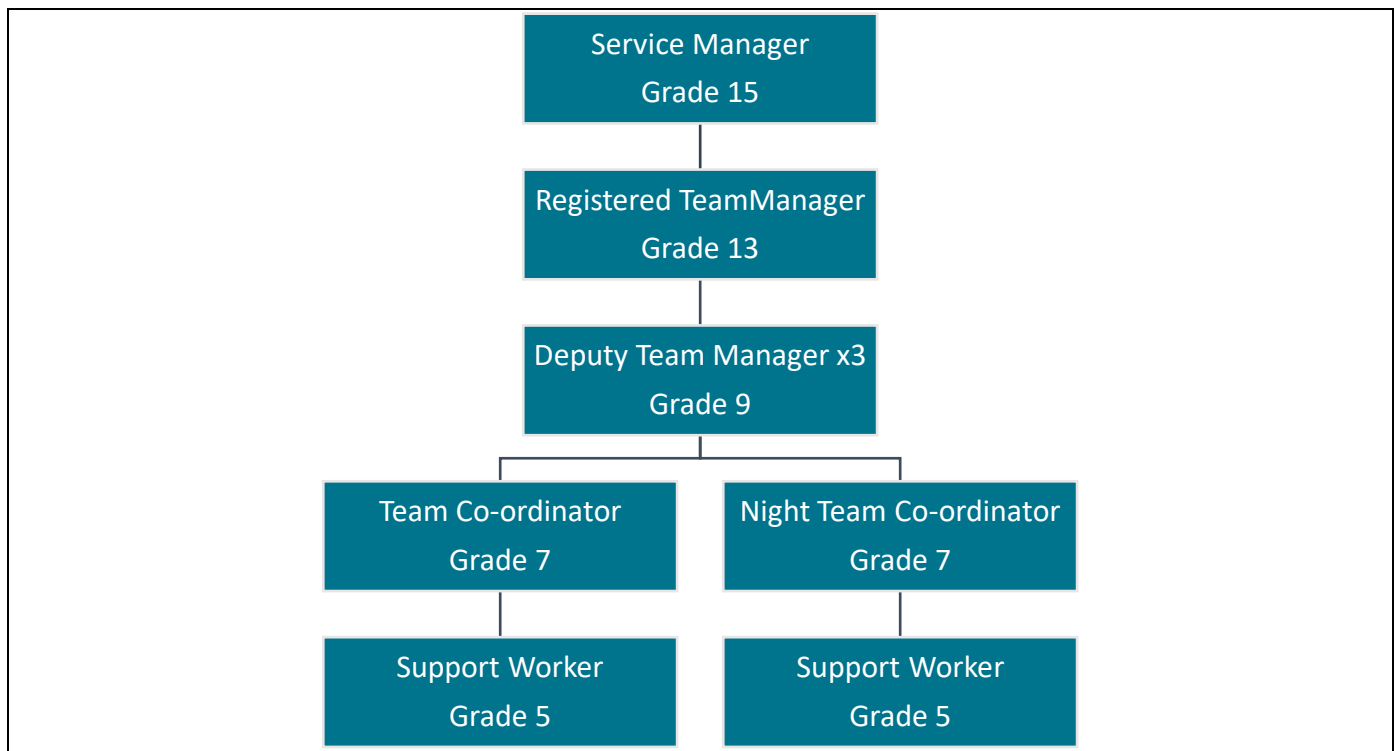 Service Manager
Grade 15
Registered TeamManager
Grade 13
Deputy Team Manager x3
Grade 9
Team Co-ordinator
Grade 7
Night Team Co-ordinator
Grade 7
Support Worker
Grade 5
Support Worker
Grade 5